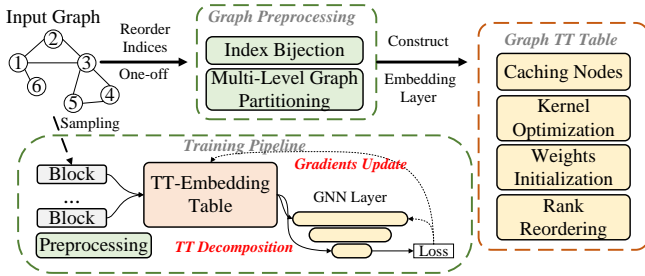 Input Graph
1
2
3
4
5
6
Reorder
Indices
One-off
Graph Preprocessing
Index Bijection
Multi-Level Graph
Partitioning
Construct
Embedding
Layer
Graph TT Table
Caching Nodes
Kernel
Optimization
Weights
Initialization
Rank
Reordering
Sampling
Training Pipeline
Gradients Update
Block
...
Block
Preprocessing
TT-Embedding
Table
TT Decomposition
GNN Layer
Loss